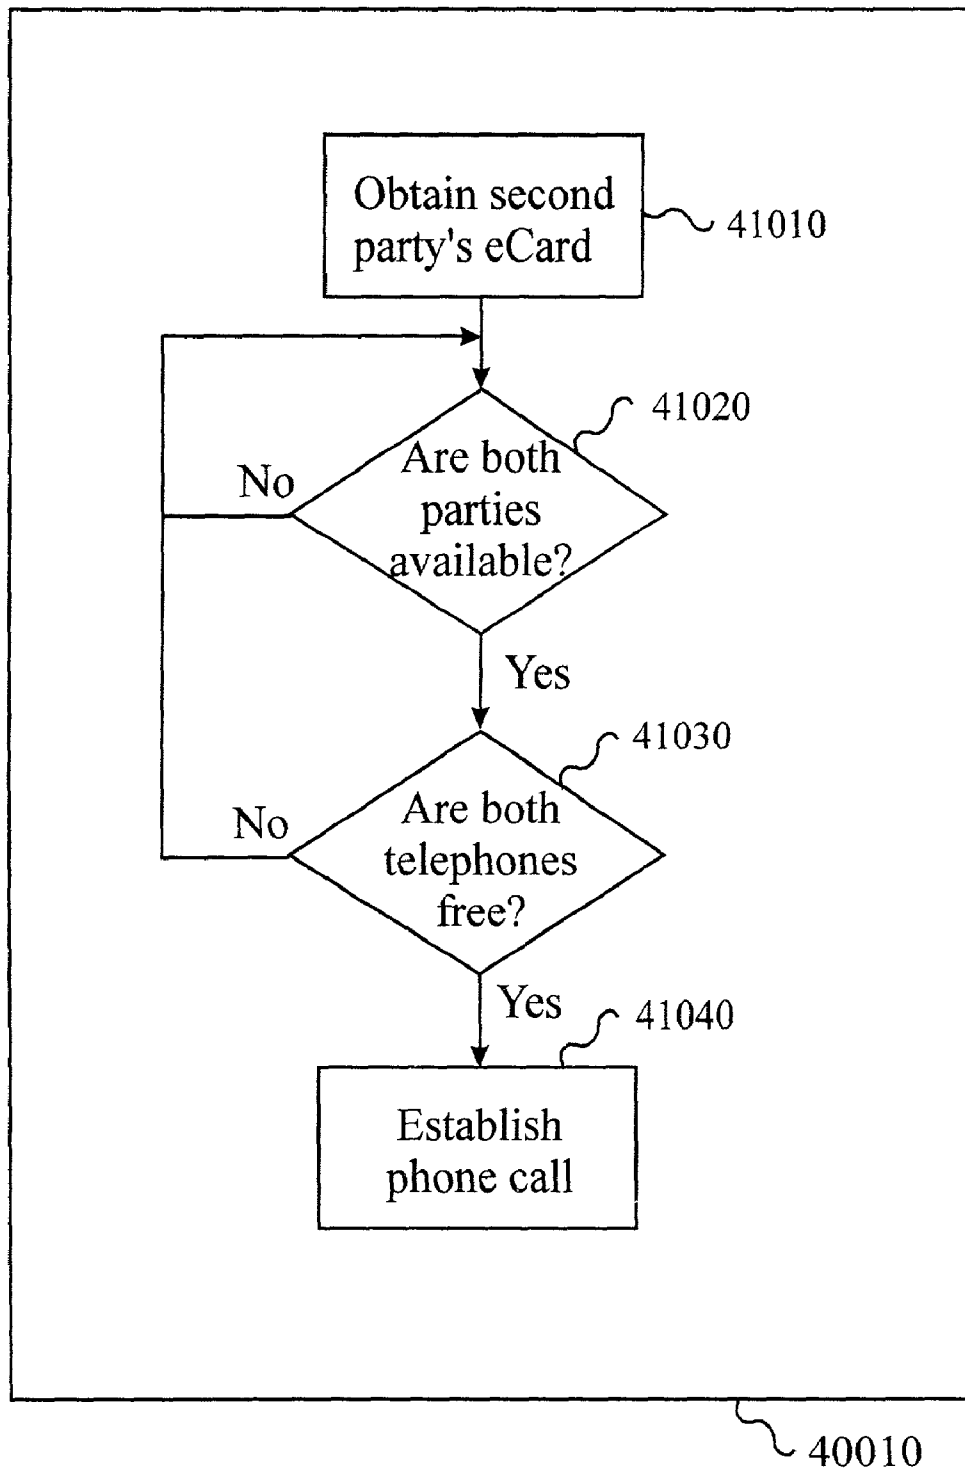 Obtain second
party's eCard
41010
41020
Are both
parties
available?
No
Yes
41030
Are both
telephones
free?
No
Yes
41040
Establish
phone call
40010